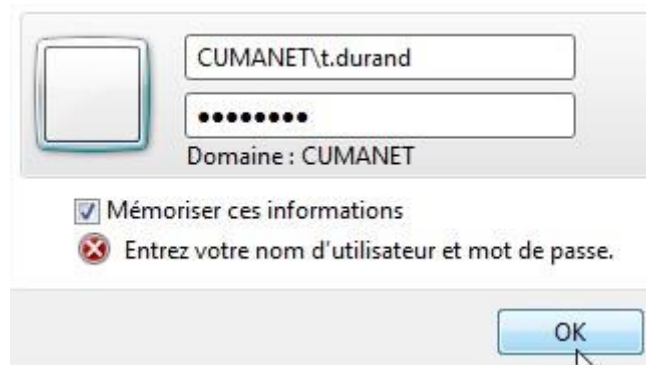 CUMANET\t.durand
●●●●●●●●
Domaine : CUMANET
Mémoriser ces informations
Entrez votre nom d'utilisateur et mot de passe.
OK